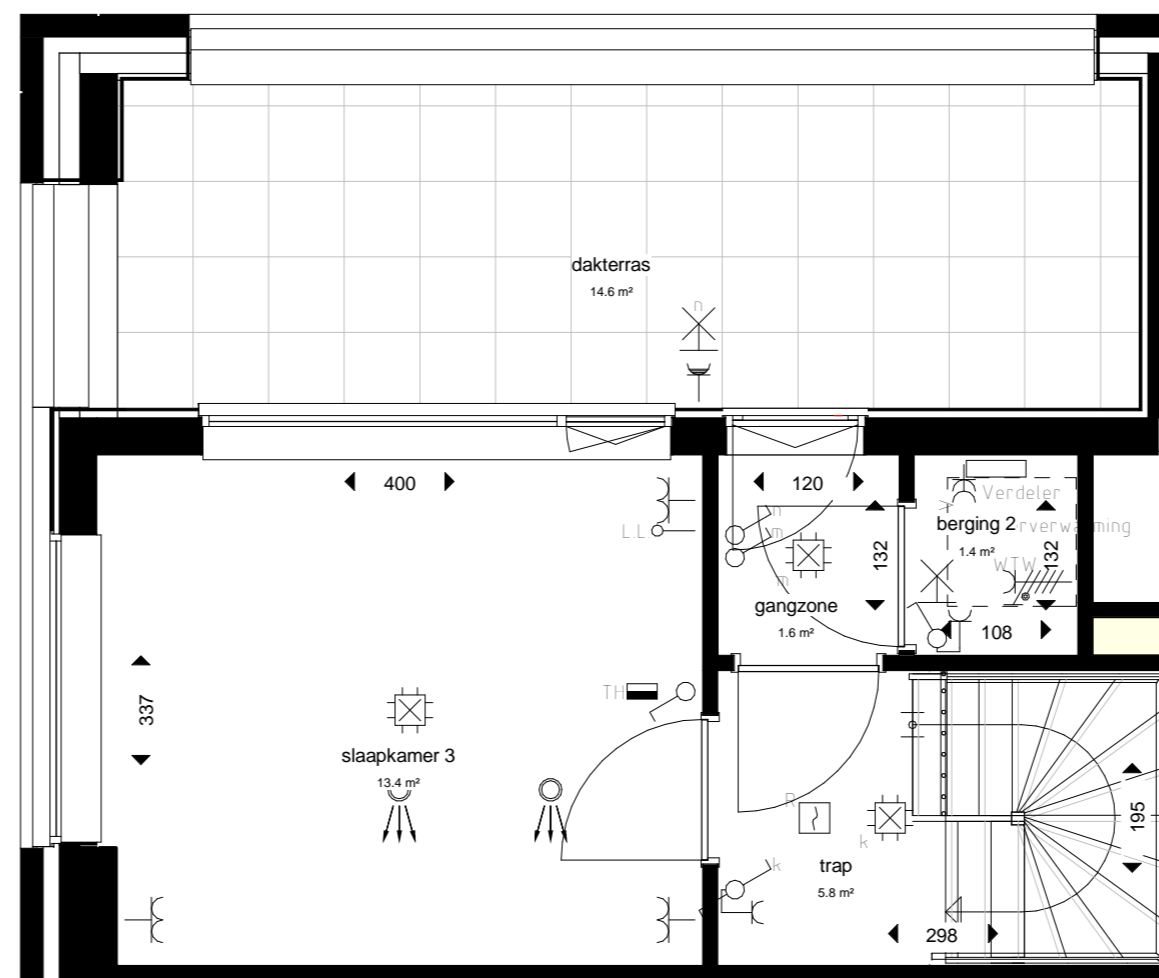 dakterras
14.6 m²
n
400
120
Verdeler
L.L.
n
m
berging 2
132
1.4 m²
132
WTW
m
gangzone
1.6 m²
108
TH
337
slaapkamer 3
13.4 m²
R
k
195
trap
k
5.8 m²
298